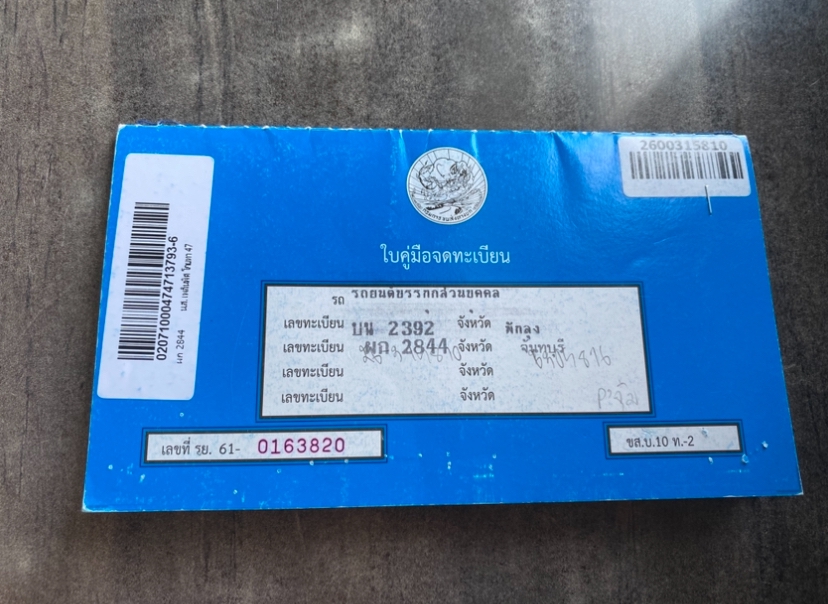 2600315810
0207100047471​3793-6
ผก 2844
ใบคู่มือจดทะเบียน
รถ รถยนต์บรรทุกส่วนบุคคล
เลขทะเบียน บน 2392 จังหวัด พัทลุง
เลขทะเบียน ผก 2844 จังหวัด จันทบุรี
เลขทะเบียน จังหวัด
เลขทะเบียน จังหวัด
เลขที่ รย. 61- 0163820
ขส.บ.10 ท.-2